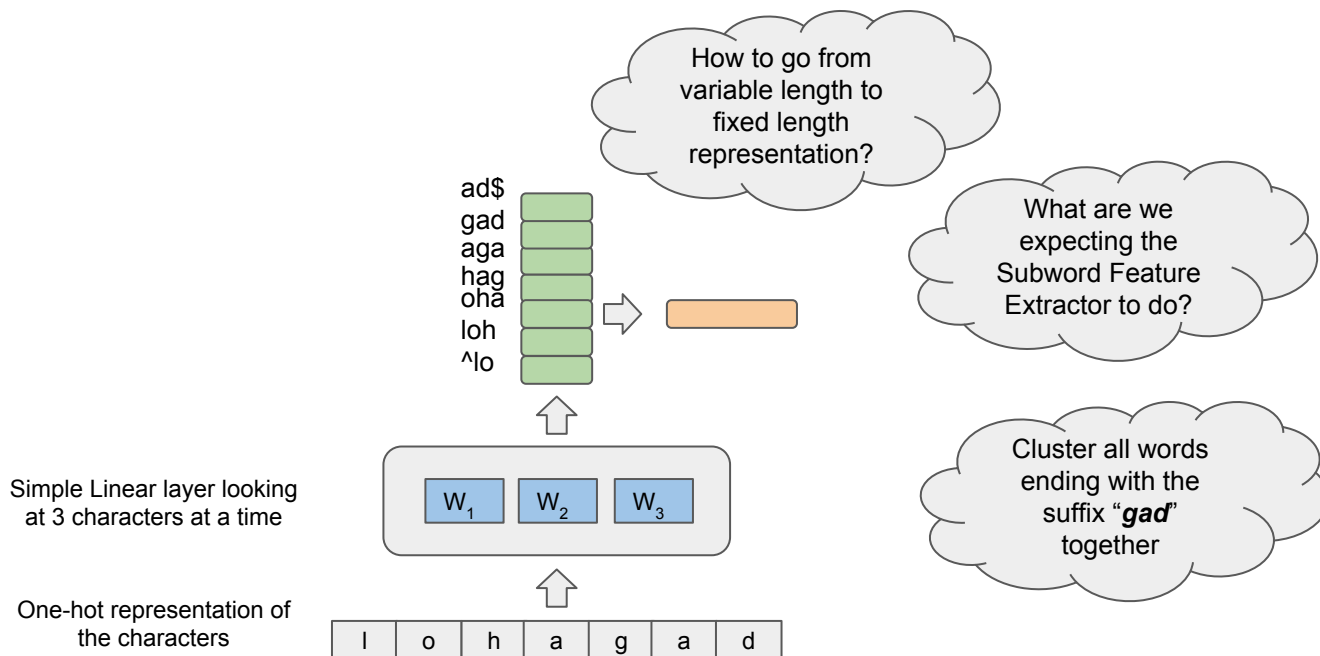 How to go from
variable length to
fixed length
representation?
ad$
gad
aga
hag
oha
loh
^lo
What are we
expecting the
Subword Feature
Extractor to do?
Cluster all words
ending with the
suffix “gad”
together
Simple Linear layer looking
at 3 characters at a time
W1 W2 W3
One-hot representation of
the characters
l o h a g a d